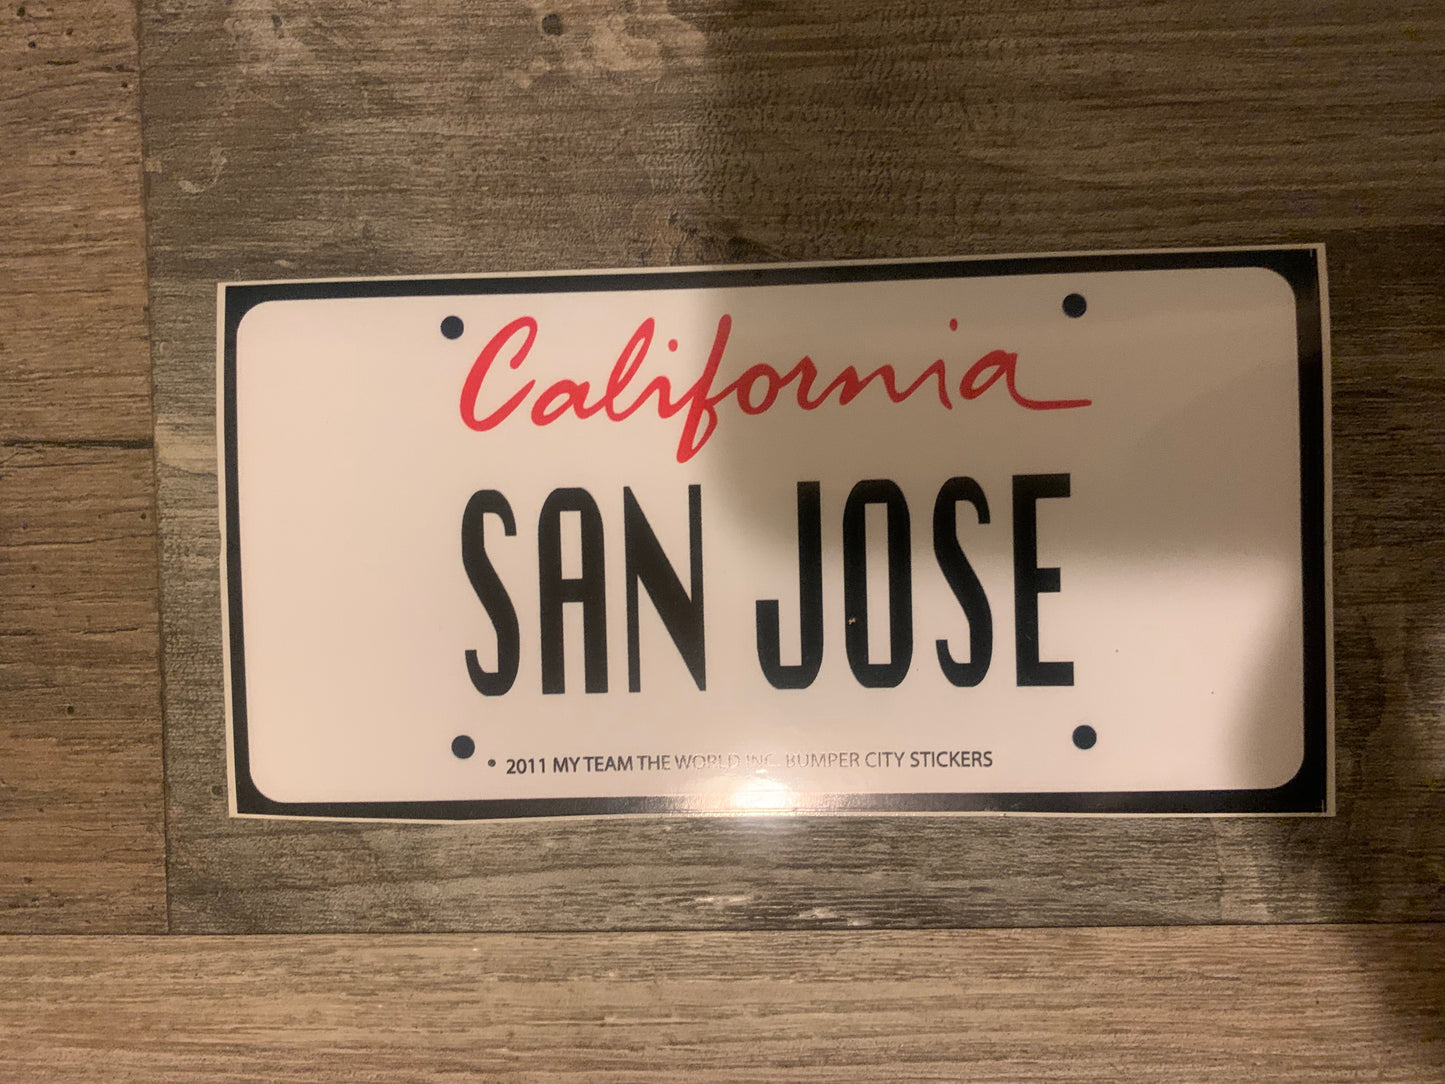 California
SAN JOSE
• 2011 MY TEAM THE WORLD INC. BUMPER CITY STICKERS